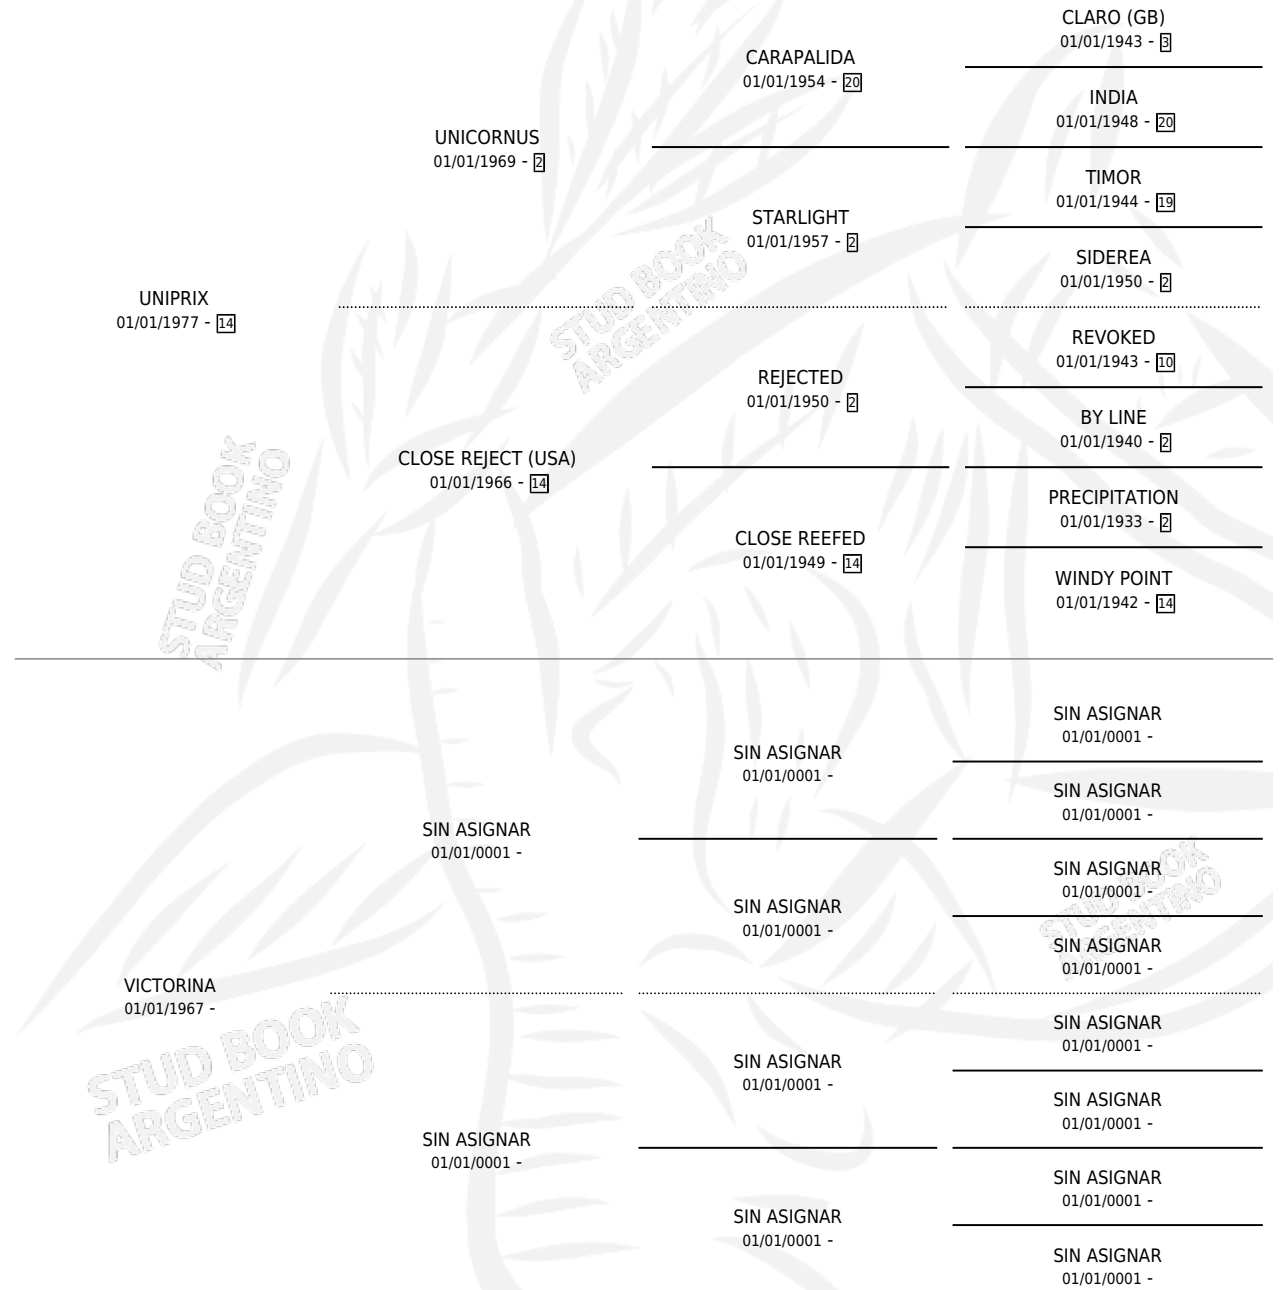 CLARO (GB)
01/01/1943 - 3
CARAPALIDA
01/01/1954 - 20
INDIA
01/01/1948 - 20
UNICORNUS
01/01/1969 - 2
TIMOR
01/01/1944 - 19
STARLIGHT
01/01/1957 - 2
SIDEREA
01/01/1950 - 2
UNIPRIX
01/01/1977 - 14
REVOKED
01/01/1943 - 10
REJECTED
01/01/1950 - 2
BY LINE
01/01/1940 - 2
CLOSE REJECT (USA)
01/01/1966 - 14
PRECIPITATION
01/01/1933 - 2
CLOSE REEFED
01/01/1949 - 14
WINDY POINT
01/01/1942 - 14
STUD BOOK
ARGENTINO
STUD BOOK
ARGENTINO
SIN ASIGNAR
01/01/0001 -
SIN ASIGNAR
01/01/0001 -
SIN ASIGNAR
01/01/0001 -
SIN ASIGNAR
01/01/0001 -
SIN ASIGNAR
01/01/0001 -
SIN ASIGNAR
01/01/0001 -
SIN ASIGNAR
01/01/0001 -
VICTORINA
01/01/1967 -
SIN ASIGNAR
01/01/0001 -
SIN ASIGNAR
01/01/0001 -
SIN ASIGNAR
01/01/0001 -
SIN ASIGNAR
01/01/0001 -
SIN ASIGNAR
01/01/0001 -
SIN ASIGNAR
01/01/0001 -
SIN ASIGNAR
01/01/0001 -
STUD BOOK
ARGENTINO
STUD BOOK
ARGENTINO